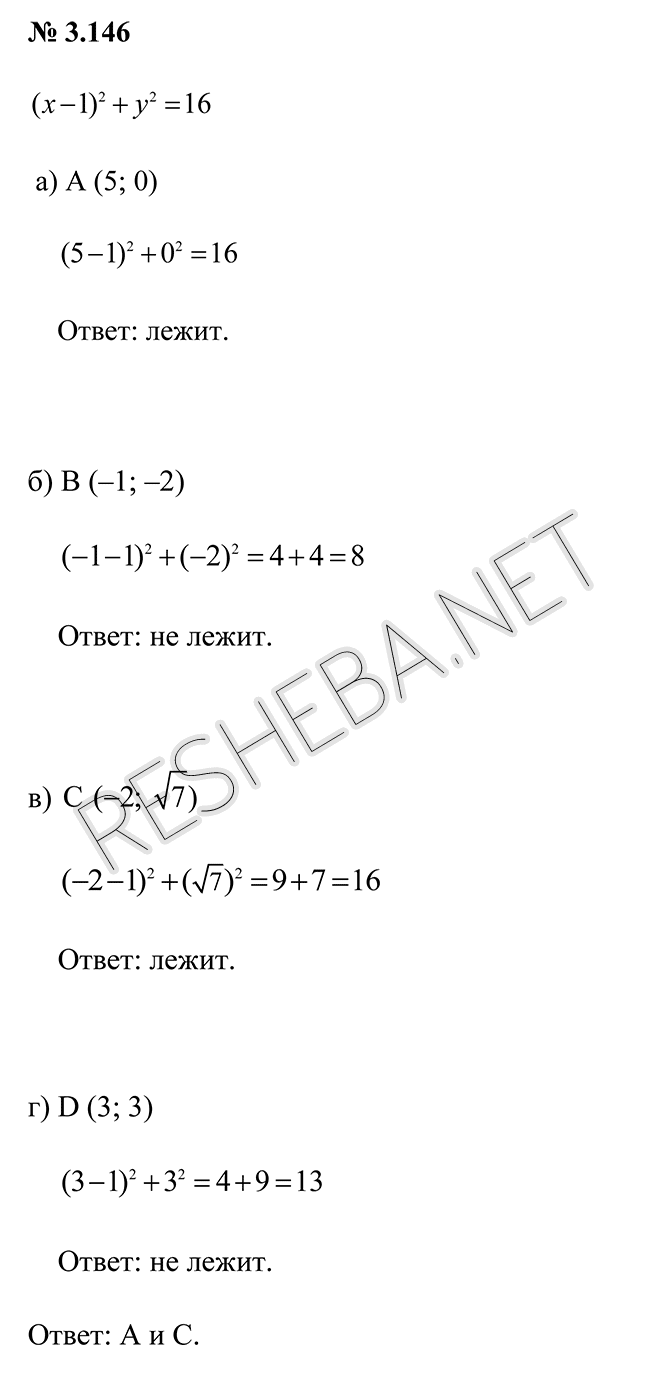 № 3.146
(x−1)² + y² = 16
а) А (5; 0)
(5−1)² + 0² = 16
Ответ: лежит.
б) В (–1; –2)
(−1−1)² + (−2)² = 4+4 = 8
Ответ: не лежит.
RESHEBA.NET
в) С (–2; √7)
(−2−1)² + (√7)² = 9+7 = 16
Ответ: лежит.
г) D (3; 3)
(3−1)² + 3² = 4+9 = 13
Ответ: не лежит.
Ответ: А и С.